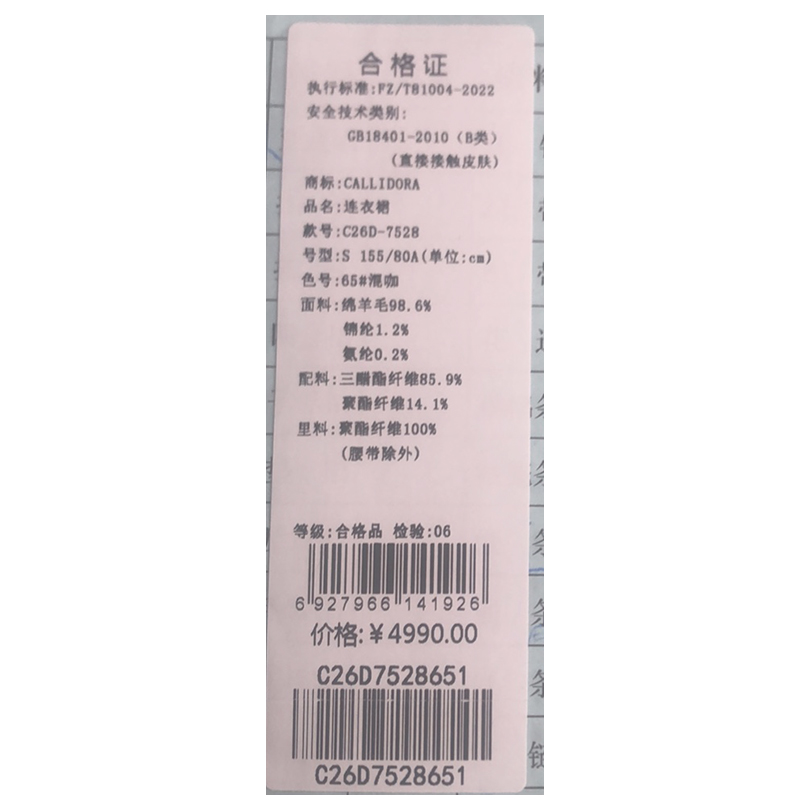 合格证
执行标准:FZ/T81004-2022
安全技术类别:
GB18401-2010（B类）
(直接接触皮肤)
商标:CALLIDORA
品名:连衣裙
款号:C26D-7528
号型:S 155/80A(单位:cm)
色号:65#混咖
面料:绵羊毛98.6%
锦纶1.2%
氨纶0.2%
配料:三醋酯纤维85.9%
聚酯纤维14.1%
里料:聚酯纤维100%
(腰带除外)
等级:合格品 检验:06
6 927966 141926
价格:¥4990.00
C26D7528651
C26D7528651